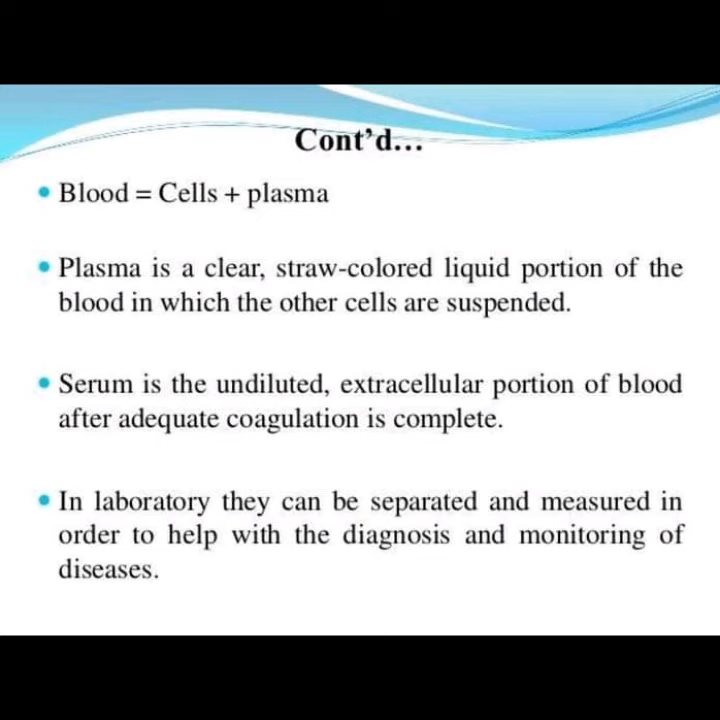 Cont’d...
• Blood = Cells + plasma
• Plasma is a clear, straw-colored liquid portion of the
blood in which the other cells are suspended.
• Serum is the undiluted, extracellular portion of blood
after adequate coagulation is complete.
• In laboratory they can be separated and measured in
order to help with the diagnosis and monitoring of
diseases.